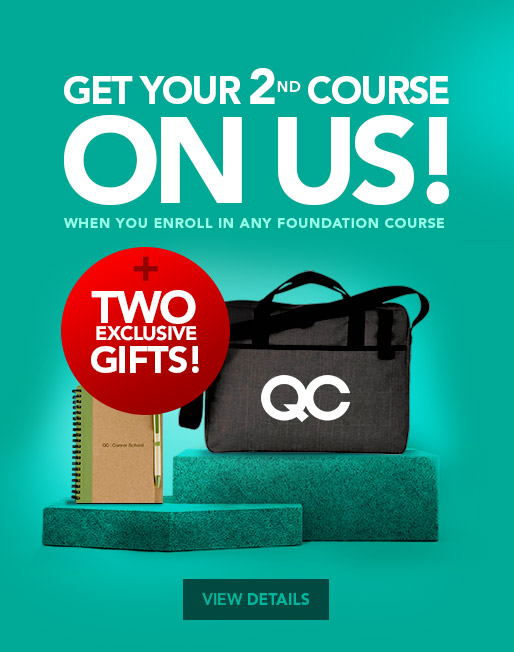 GET YOUR 2ND COURSE
ON US!
WHEN YOU ENROLL IN ANY FOUNDATION COURSE
+
TWO
EXCLUSIVE
GIFTS!
QC
QC Career School
VIEW DETAILS